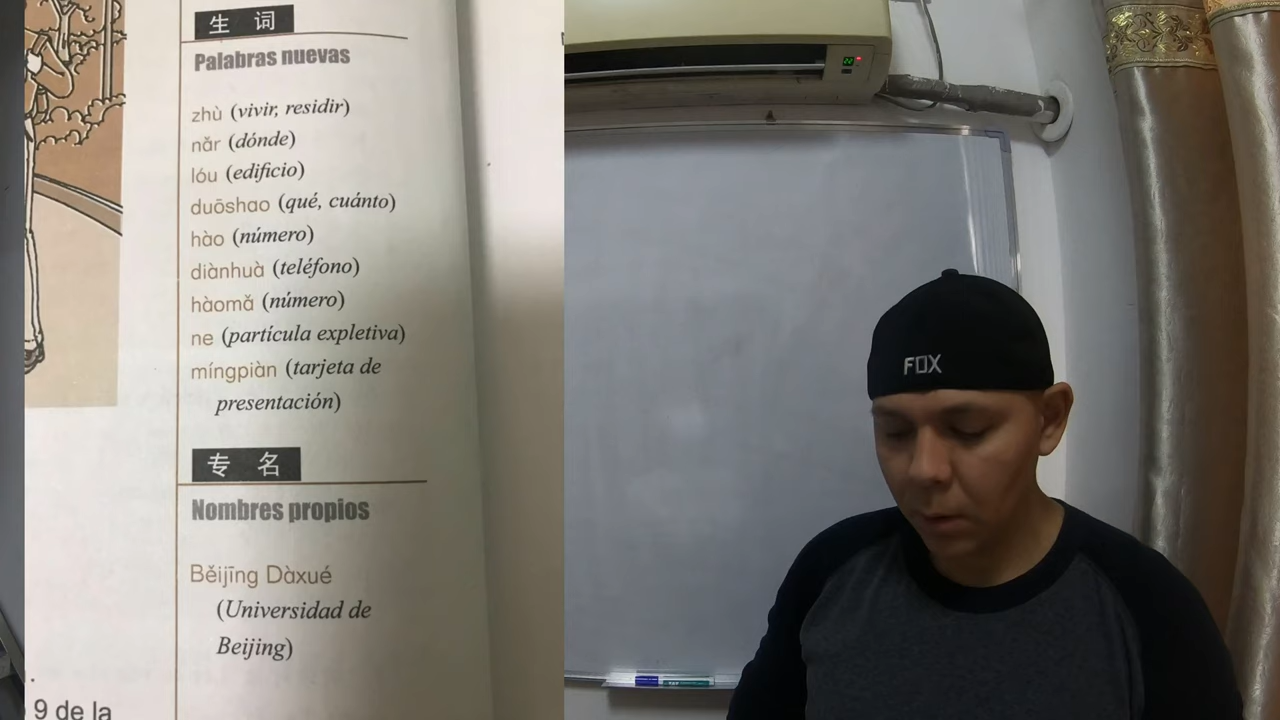 生 词
Palabras nuevas
zhù (vivir, residir)
nǎr (dónde)
lóu (edificio)
duōshao (qué, cuánto)
hào (número)
diànhuà (teléfono)
hàomǎ (número)
ne (partícula expletiva)
míngpiàn (tarjeta de
presentación)
专 名
Nombres propios
Běijīng Dàxué
(Universidad de
Beijing)
9 de la
FOX